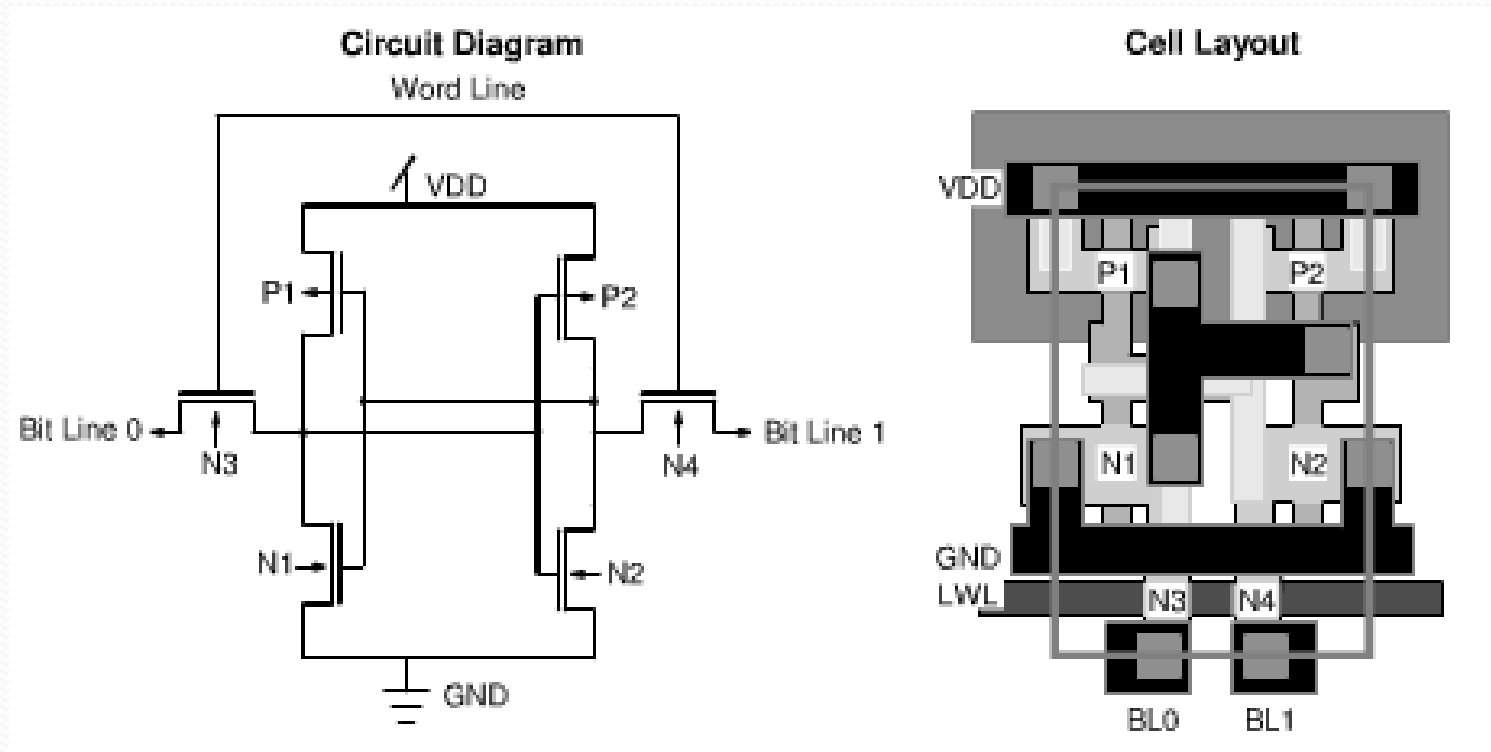 Circuit Diagram
Word Line
VDD
P1
P2
Bit Line 0
N3
N4
Bit Line 1
N1
N2
GND
Cell Layout
VDD
P1
P2
N1
N2
GND
LWL
N3
N4
BL0
BL1